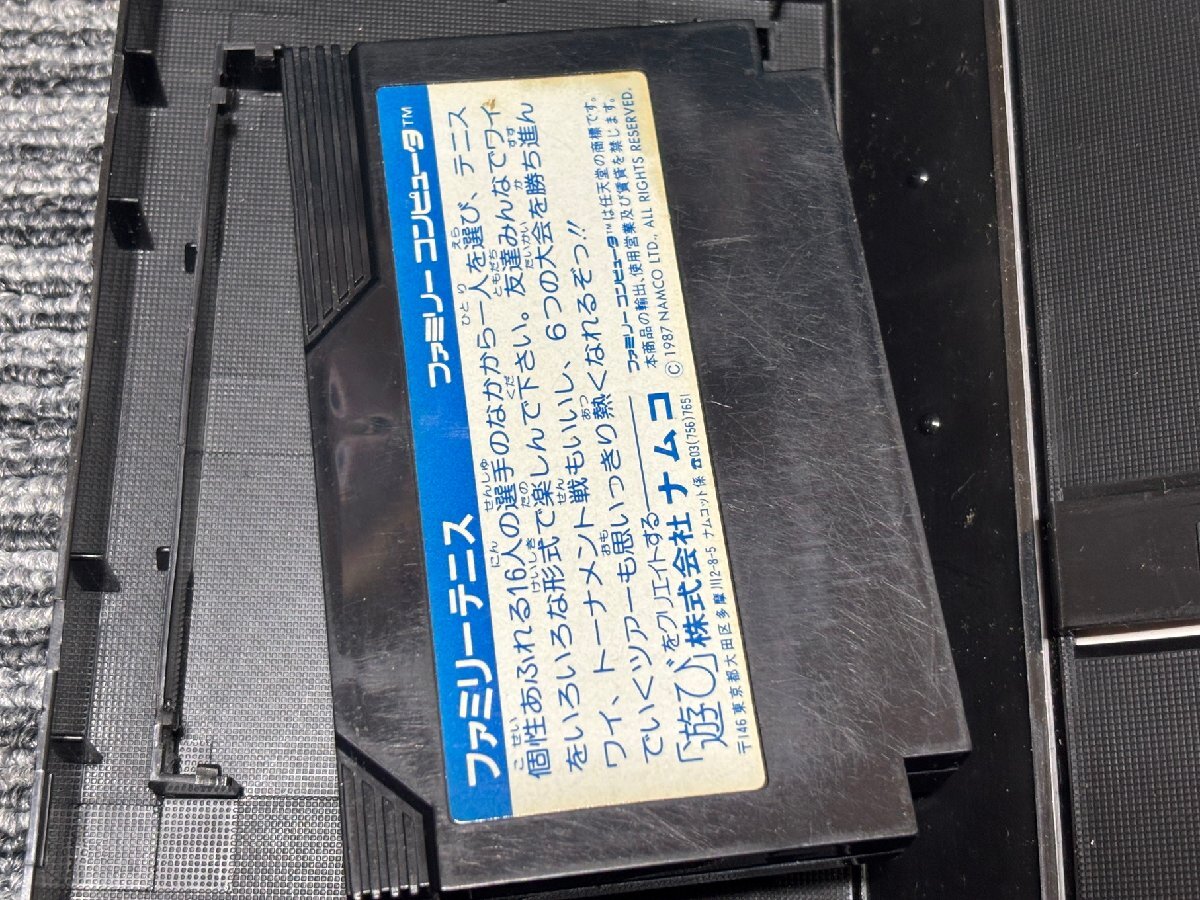 ファミリーテニス
ファミリーコンピュータ™
個性あふれる16人の選手のなかから一人を選び、テニス
をいろいろな形式で楽しんで下さい。友達みんなでワイ
ワイ、トーナメント戦もいいし、6つの大会を勝ち進ん
でいくツアーも思いっきり熱くなれるぞっ!!
「遊び」をクリエイトする——
株式会社ナムコ
〒146 東京都大田区多摩川2-8-5 ナムコット係 ☎03(756)7651
ファミリーコンピュータ™は任天堂の商標です。
本商品の輸出、使用営業及び賃貸を禁じます。
©1987 NAMCO LTD., ALL RIGHTS RESERVED.